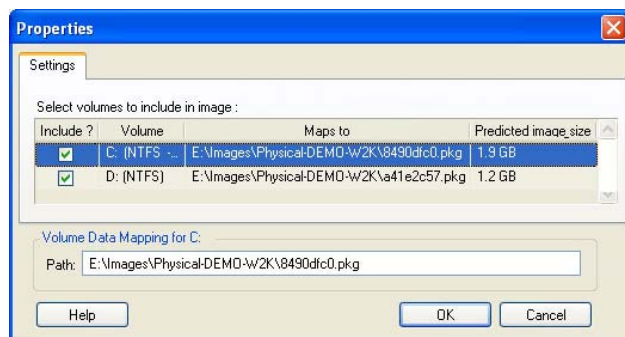 Properties
Settings
Select volumes to include in image :
Include ? Volume Maps to Predicted image_size
C: (NTFS -... E:\Images\Physical-DEMO-W2K\8490dfc0.pkg 1.9 GB
D: (NTFS) E:\Images\Physical-DEMO-W2K\a41e2c57.pkg 1.2 GB
Volume Data Mapping for C:
Path: E:\Images\Physical-DEMO-W2K\8490dfc0.pkg
Help OK Cancel